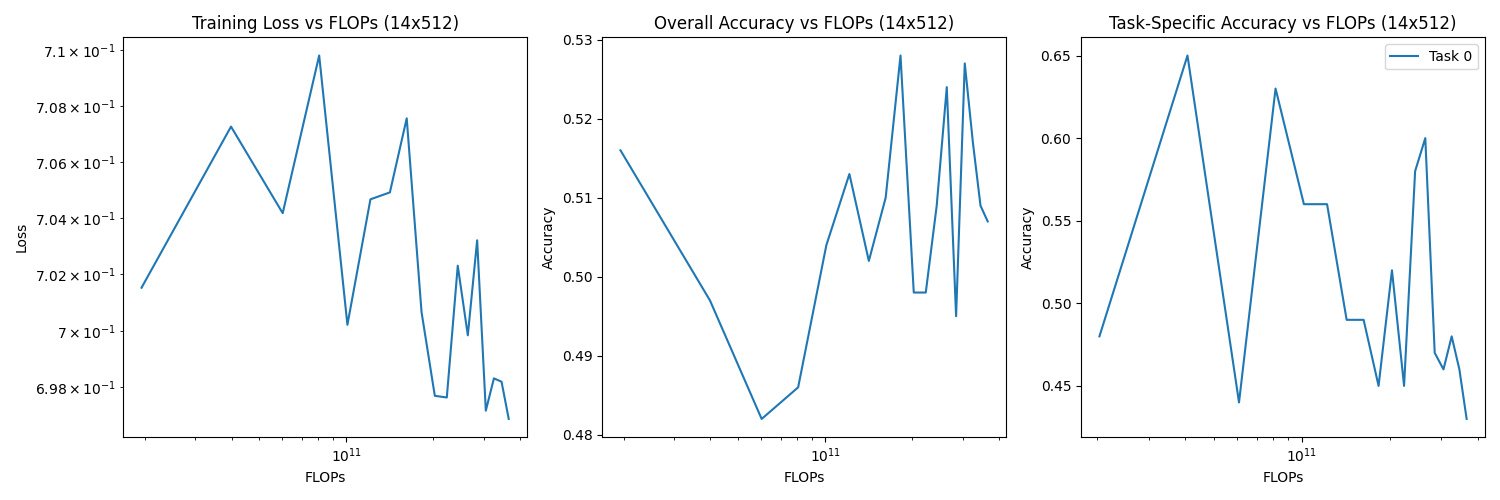 Training Loss vs FLOPs (14x512)
7.1 × 10⁻¹
7.08 × 10⁻¹
7.06 × 10⁻¹
7.04 × 10⁻¹
7.02 × 10⁻¹
7 × 10⁻¹
6.98 × 10⁻¹
Loss
10¹¹
FLOPs
Overall Accuracy vs FLOPs (14x512)
0.53
0.52
0.51
0.50
0.49
0.48
Accuracy
10¹¹
FLOPs
Task-Specific Accuracy vs FLOPs (14x512)
Task 0
0.65
0.60
0.55
0.50
0.45
Accuracy
10¹¹
FLOPs